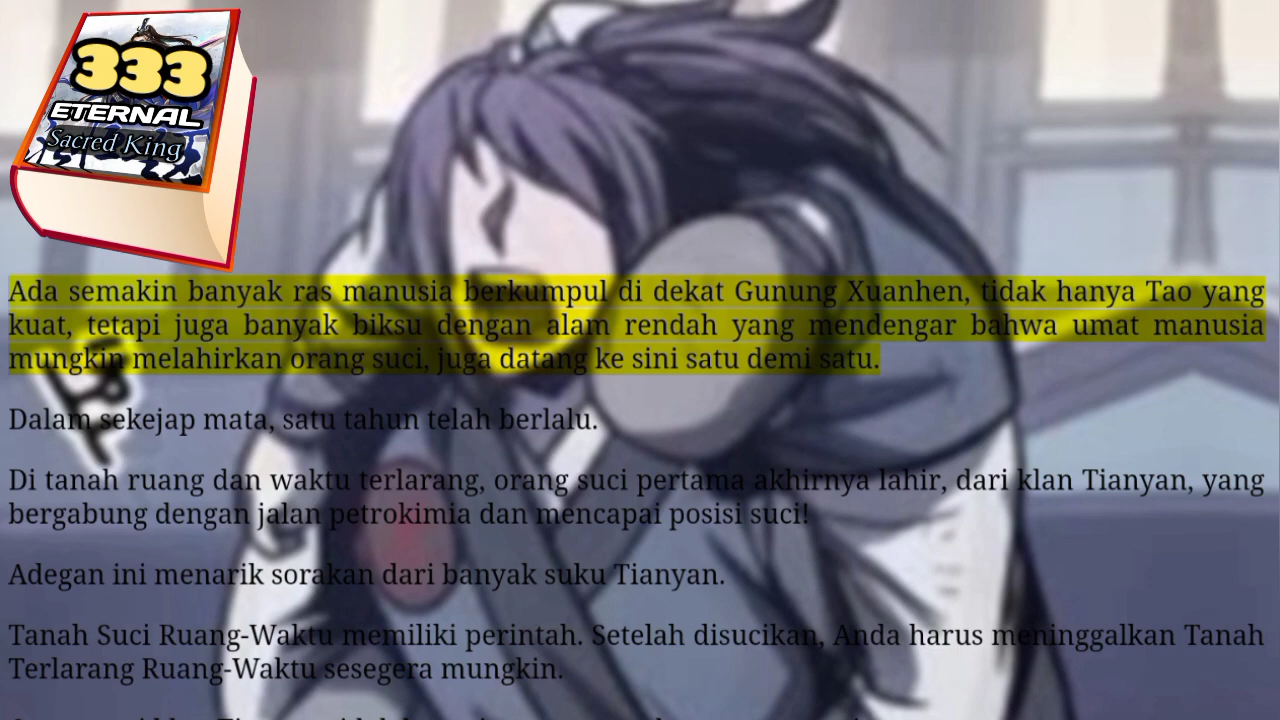 333
ETERNAL
Sacred King
Ada semakin banyak ras manusia berkumpul di dekat Gunung Xuanhen, tidak hanya Tao yang
kuat, tetapi juga banyak biksu dengan alam rendah yang mendengar bahwa umat manusia
mungkin melahirkan orang suci, juga datang ke sini satu demi satu.
Dalam sekejap mata, satu tahun telah berlalu.
Di tanah ruang dan waktu terlarang, orang suci pertama akhirnya lahir, dari klan Tianyan, yang
bergabung dengan jalan petrokimia dan mencapai posisi suci!
Adegan ini menarik sorakan dari banyak suku Tianyan.
Tanah Suci Ruang-Waktu memiliki perintah. Setelah disucikan, Anda harus meninggalkan Tanah
Terlarang Ruang-Waktu sesegera mungkin.